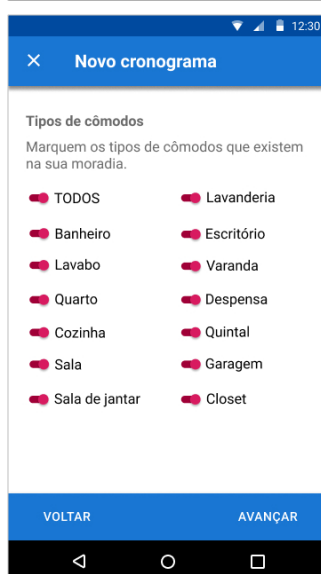 12:30
Novo cronograma
Tipos de cômodos
Marquem os tipos de cômodos que existem
na sua moradia.
TODOS
Lavanderia
Banheiro
Escritório
Lavabo
Varanda
Quarto
Despensa
Cozinha
Quintal
Sala
Garagem
Sala de jantar
Closet
VOLTAR
AVANÇAR